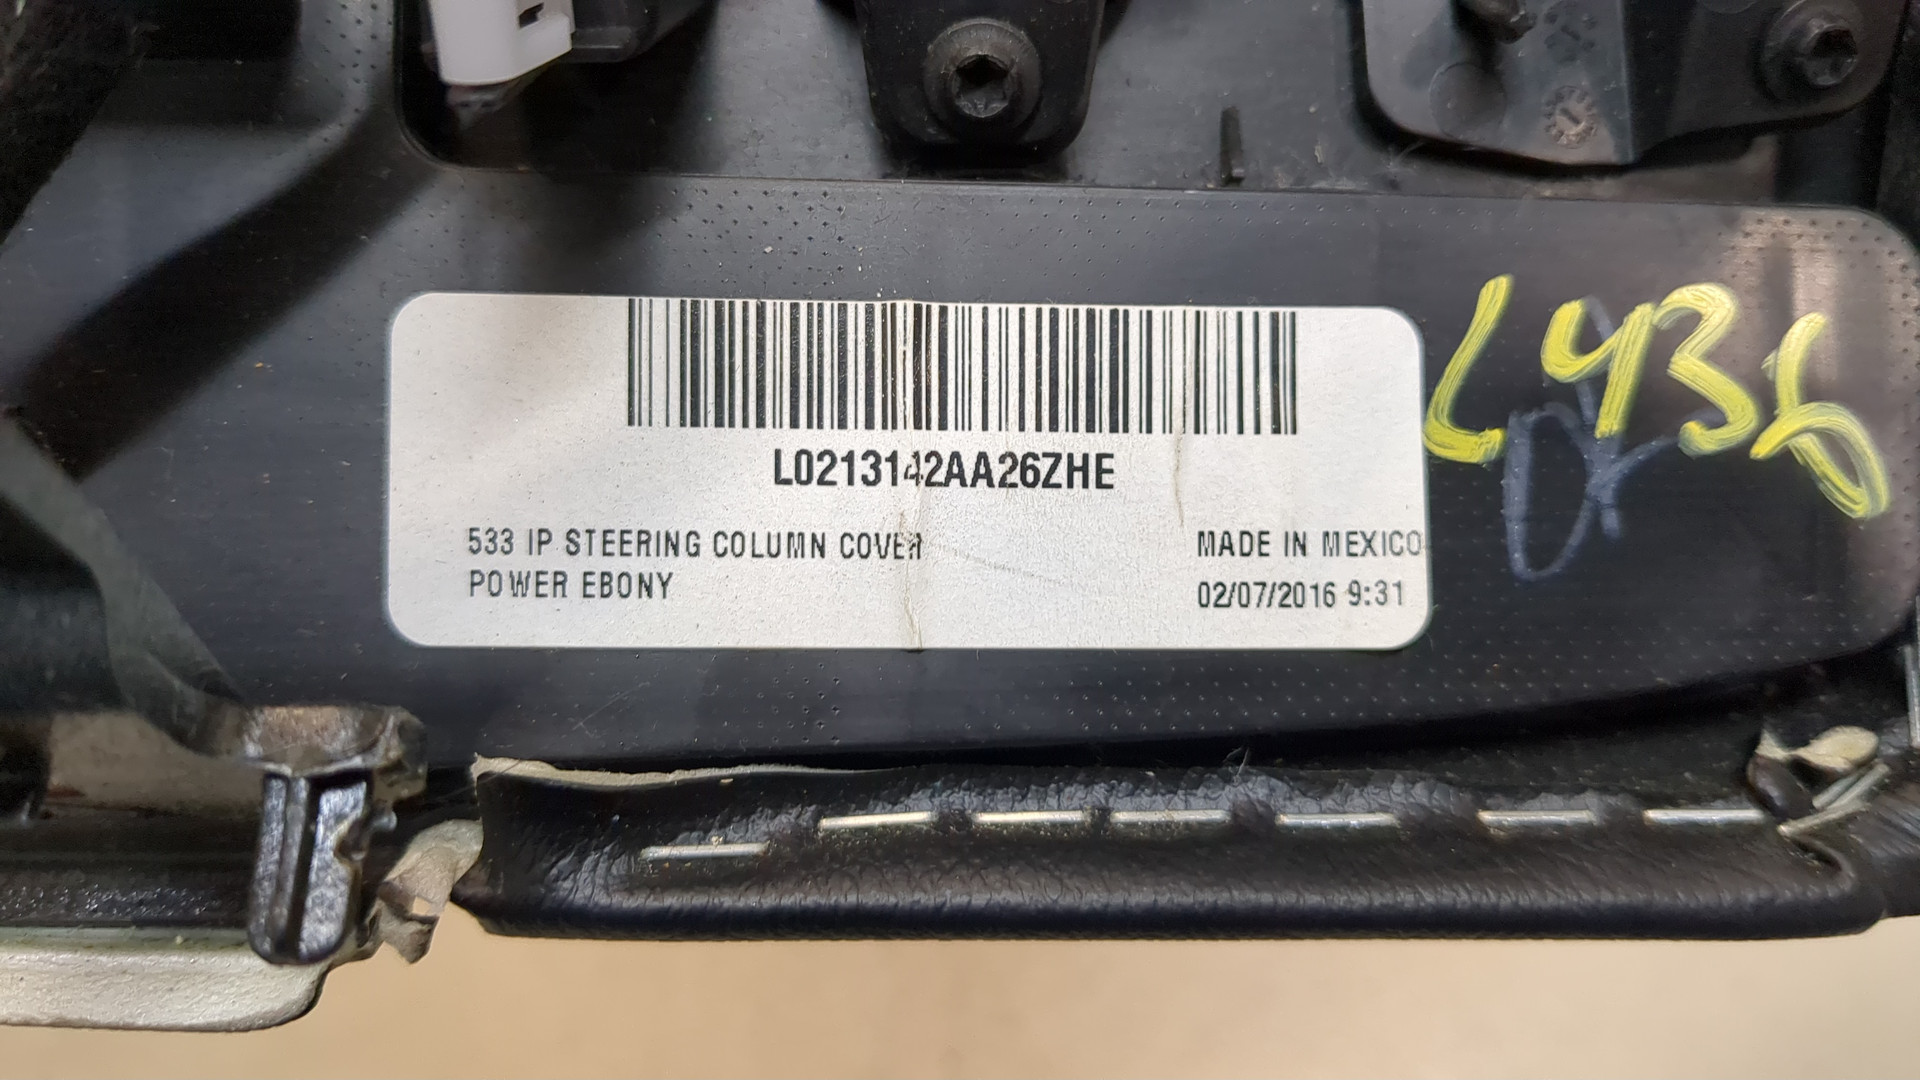 L0213142AA26ZHE
533 IP STEERING COLUMN COVER
POWER EBONY
MADE IN MEXICO
02/07/2016 9:31
L436